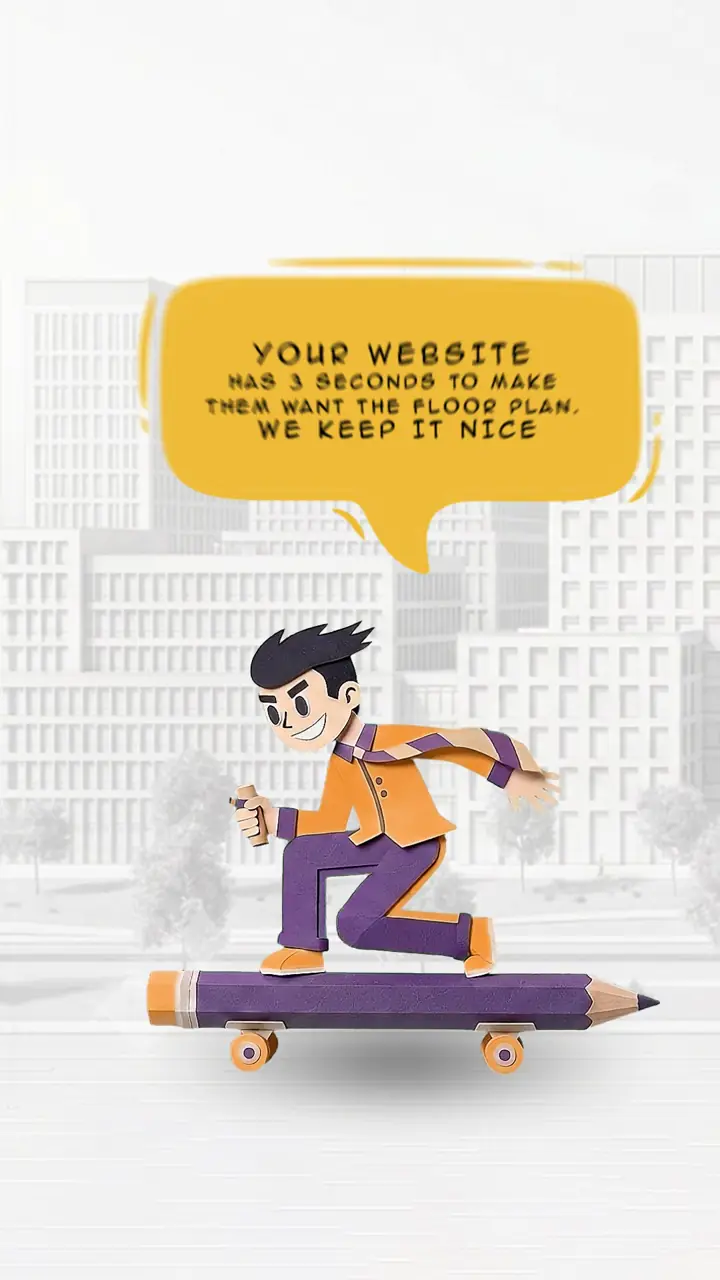 YOUR WEBSITE
HAS 3 SECONDS TO MAKE
THEM WANT THE FLOOR PLAN.
WE KEEP IT NICE